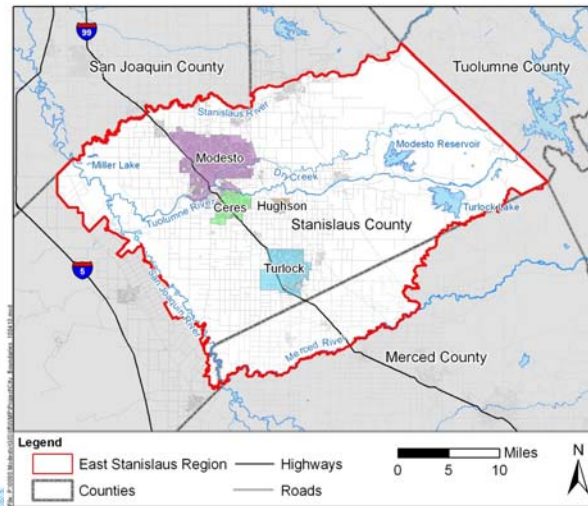 99
San Joaquin County
Tuolumne County
Stanislaus River
Modesto
Modesto Reservoir
Miller Lake
Dry Creek
Tuolumne River
Ceres
Hughson
Stanislaus County
Turlock Lake
5
Turlock
San Joaquin River
Merced River
Merced County
Legend
East Stanislaus Region
Highways
Counties
Roads
Miles
0 5 10
N